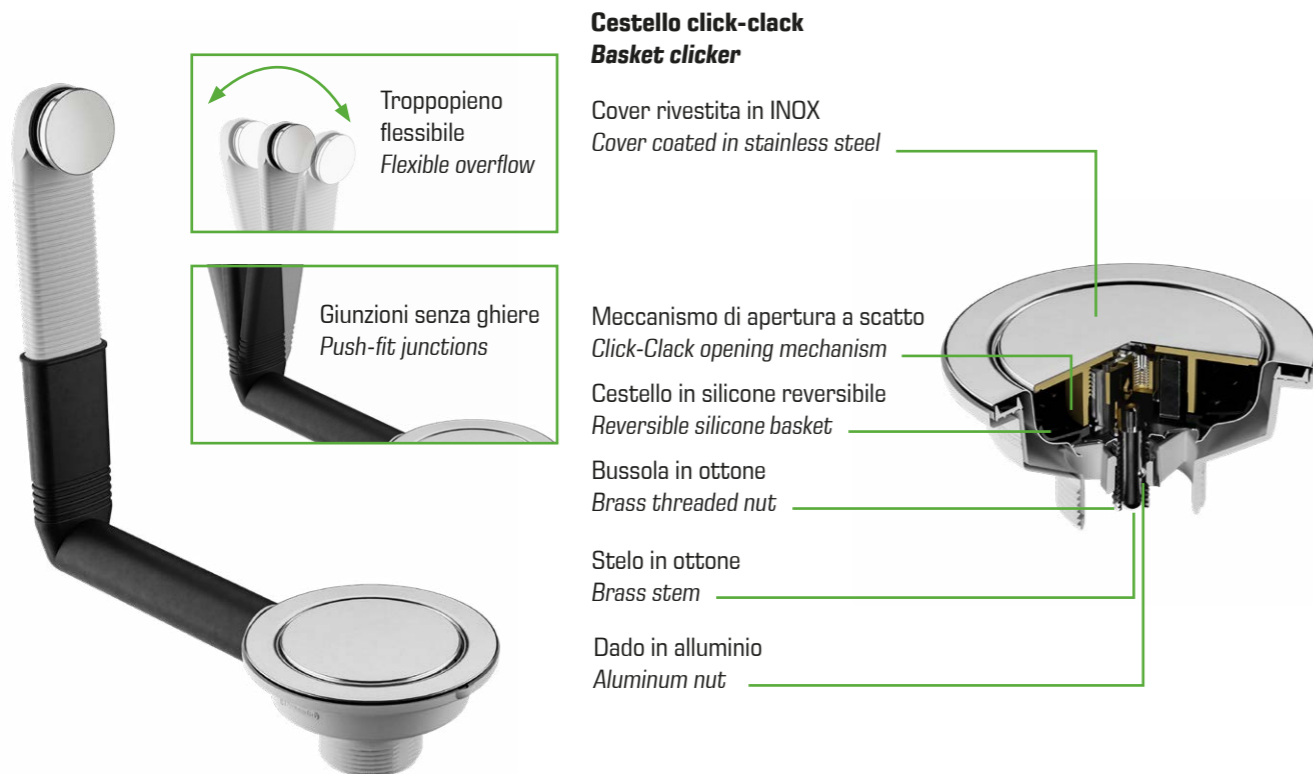 Cestello click-clack
Basket clicker
Troppopieno
flessibile
Flexible overflow
Cover rivestita in INOX
Cover coated in stainless steel
Giunzioni senza ghiere
Push-fit junctions
Meccanismo di apertura a scatto
Click-Clack opening mechanism
Cestello in silicone reversibile
Reversible silicone basket
Bussola in ottone
Brass threaded nut
Stelo in ottone
Brass stem
Dado in alluminio
Aluminum nut